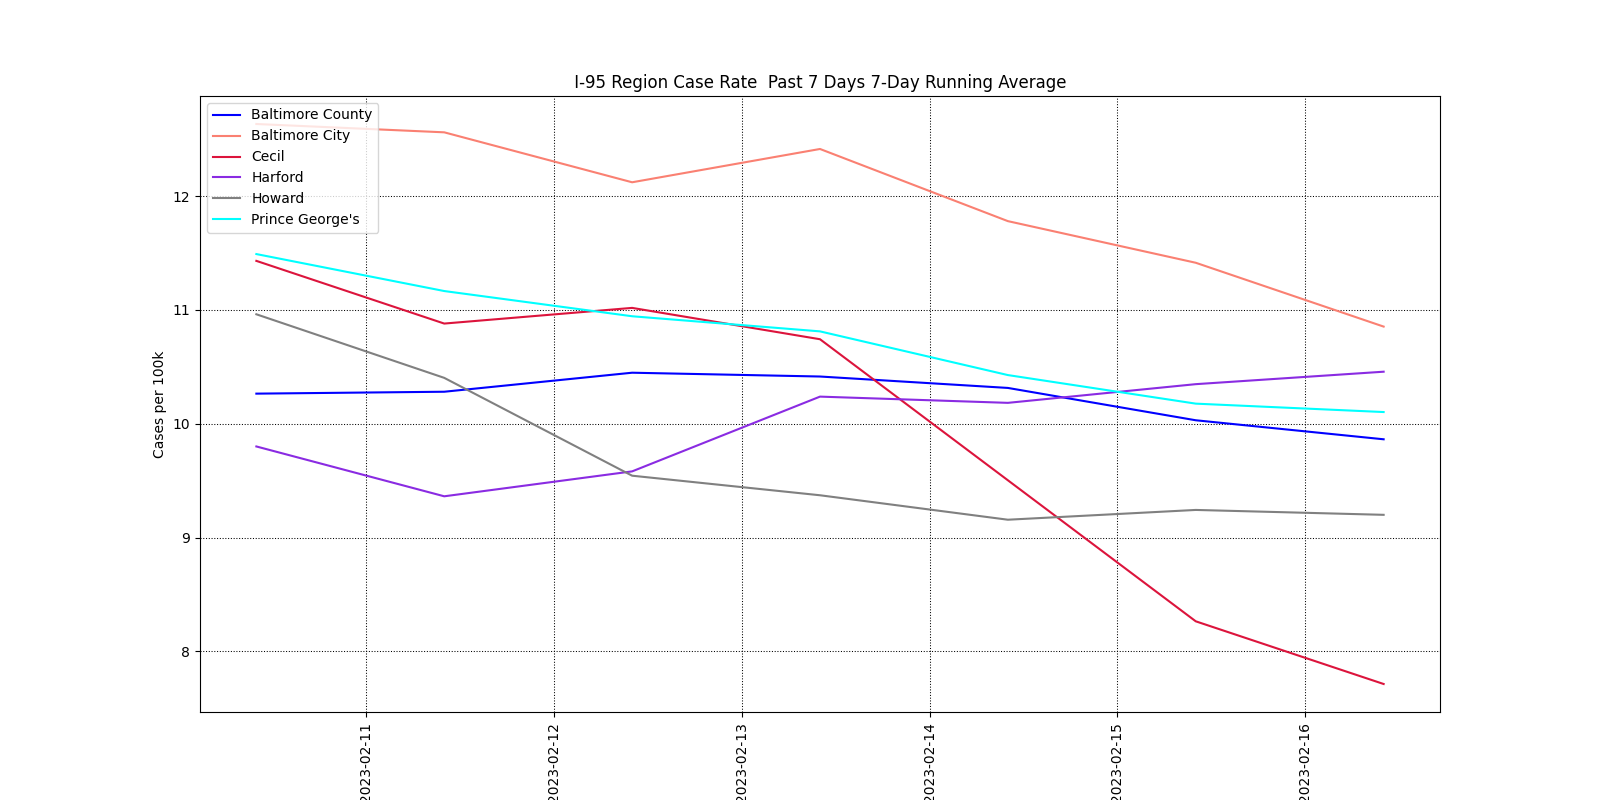 I-95 Region Case Rate  Past 7 Days 7-Day Running Average
Baltimore County
Baltimore City
Cecil
Harford
Howard
Prince George's
Cases per 100k
12
11
10
9
8
2023-02-11
2023-02-12
2023-02-13
2023-02-14
2023-02-15
2023-02-16